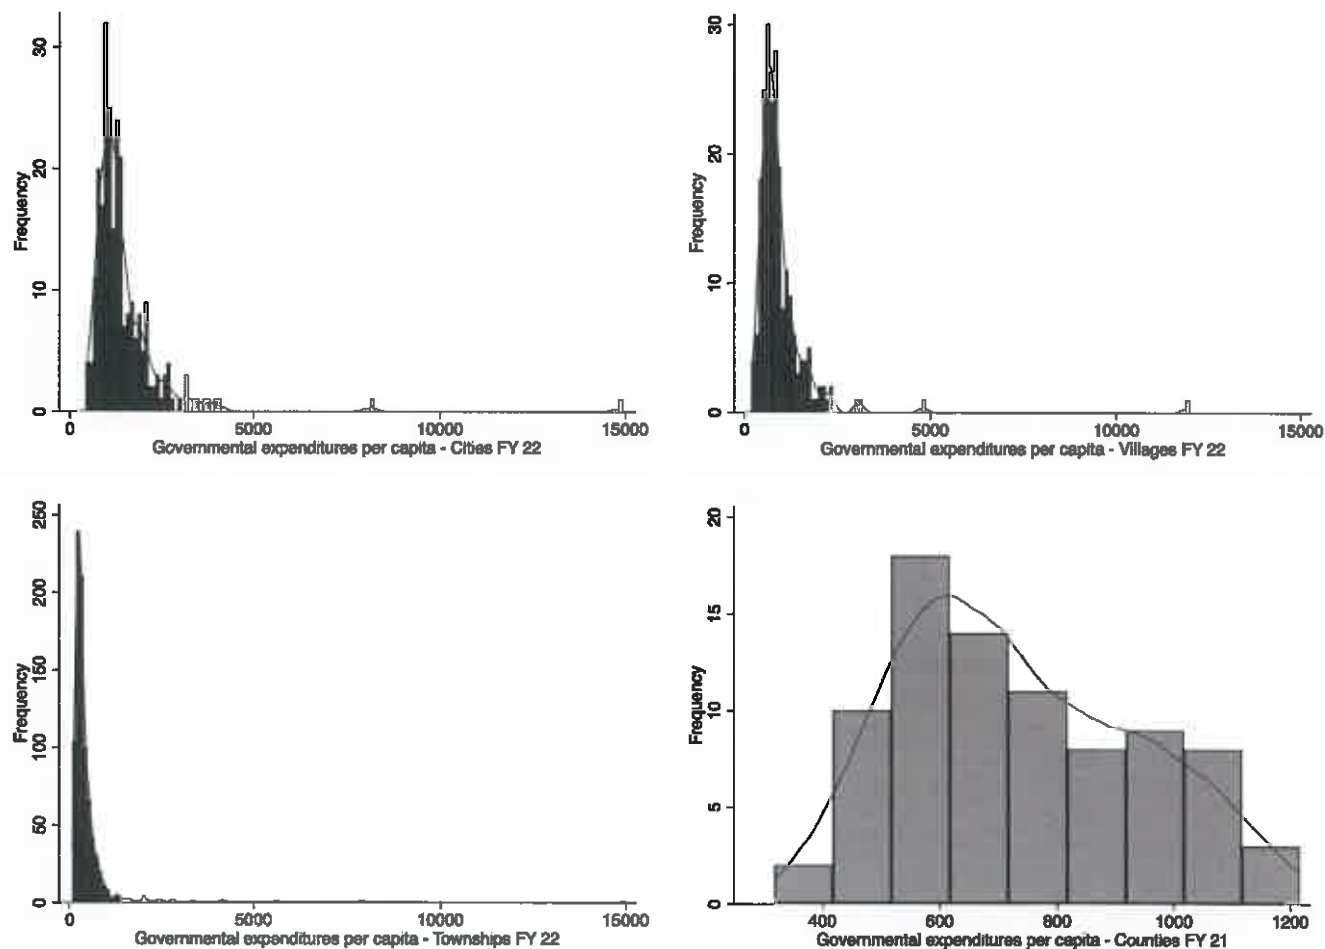 30
20
10
0
Frequency
0 5000 10000 15000
Governmental expenditures per capita - Cities FY 22
30
20
10
0
Frequency
0 5000 10000 15000
Governmental expenditures per capita - Villages FY 22
250
200
150
100
50
0
Frequency
0 5000 10000 15000
Governmental expenditures per capita - Townships FY 22
20
15
10
5
0
Frequency
400 600 800 1000 1200
Governmental expenditures per capita - Counties FY 21